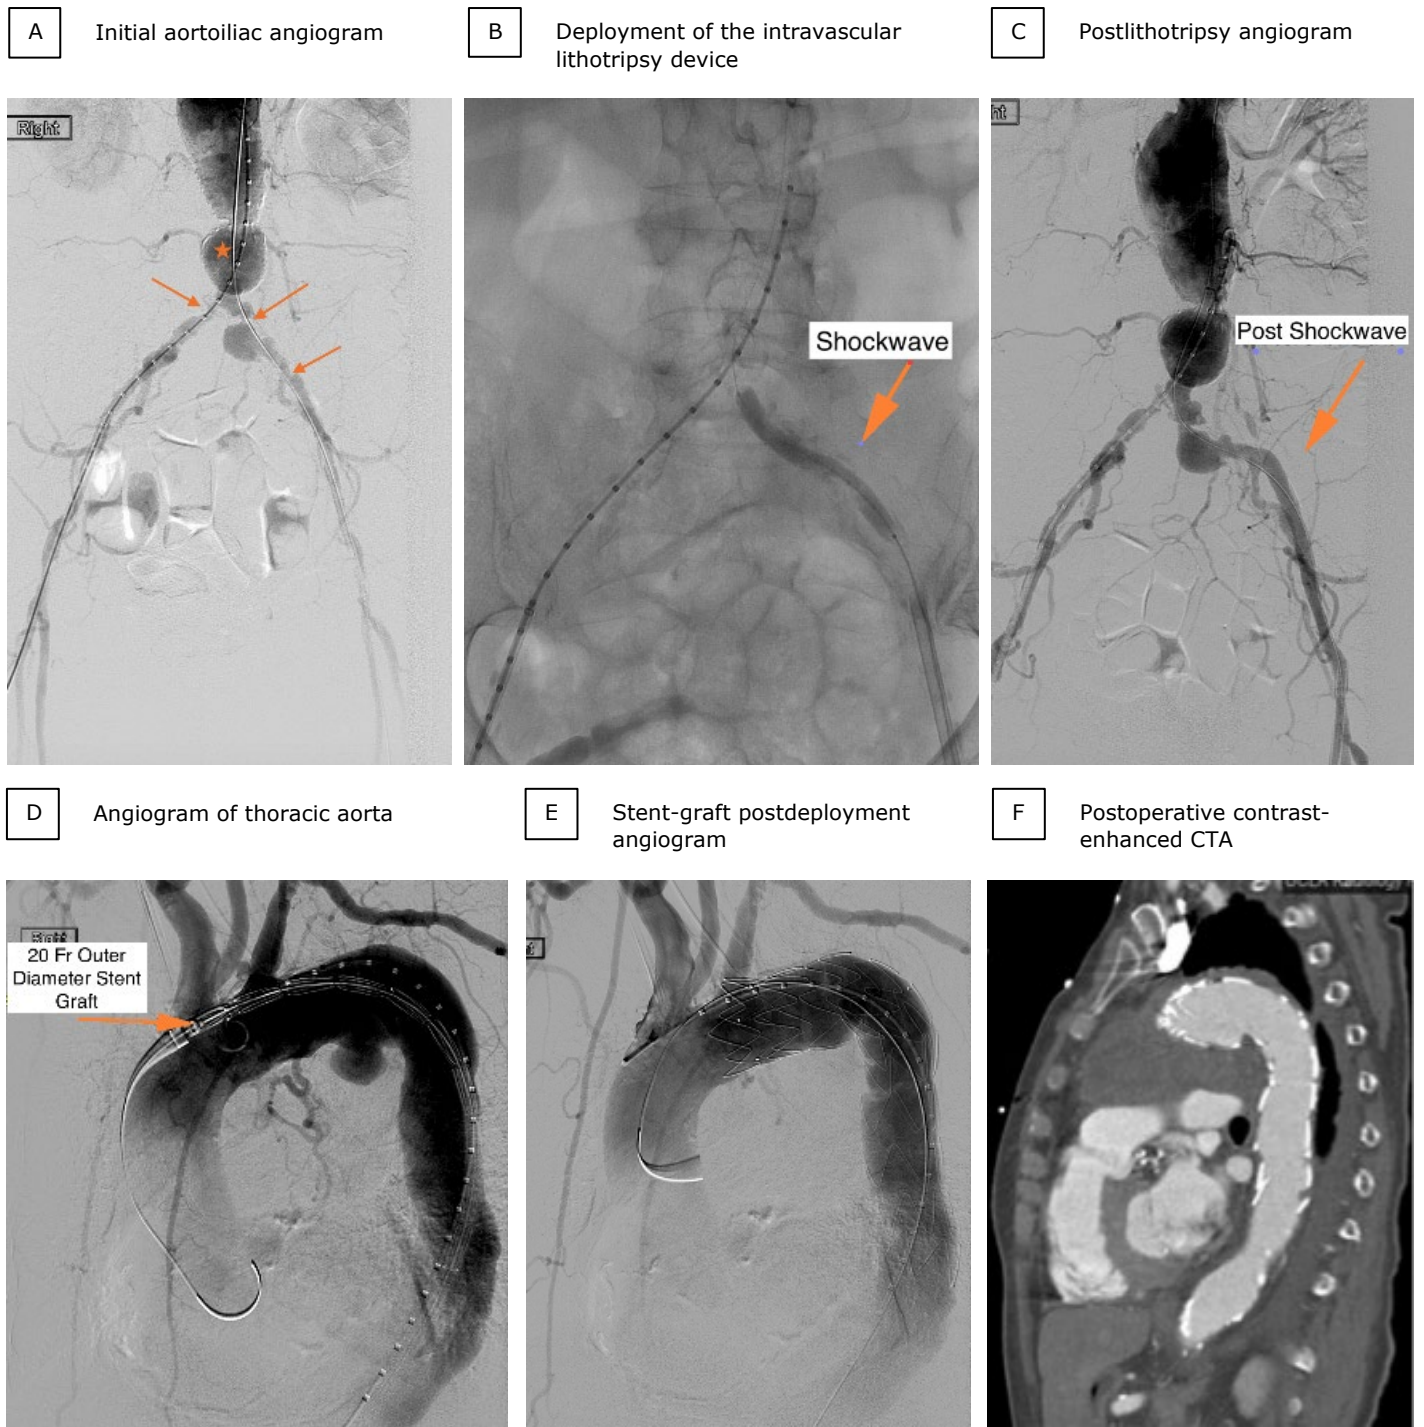 A
Initial aortoiliac angiogram
B
Deployment of the intravascular
lithotripsy device
C
Postlithotripsy angiogram
Right
Shockwave
ht
Post Shockwave
D
Angiogram of thoracic aorta
E
Stent-graft postdeployment
angiogram
F
Postoperative contrast-
enhanced CTA
20 Fr Outer
Diameter Stent
Graft